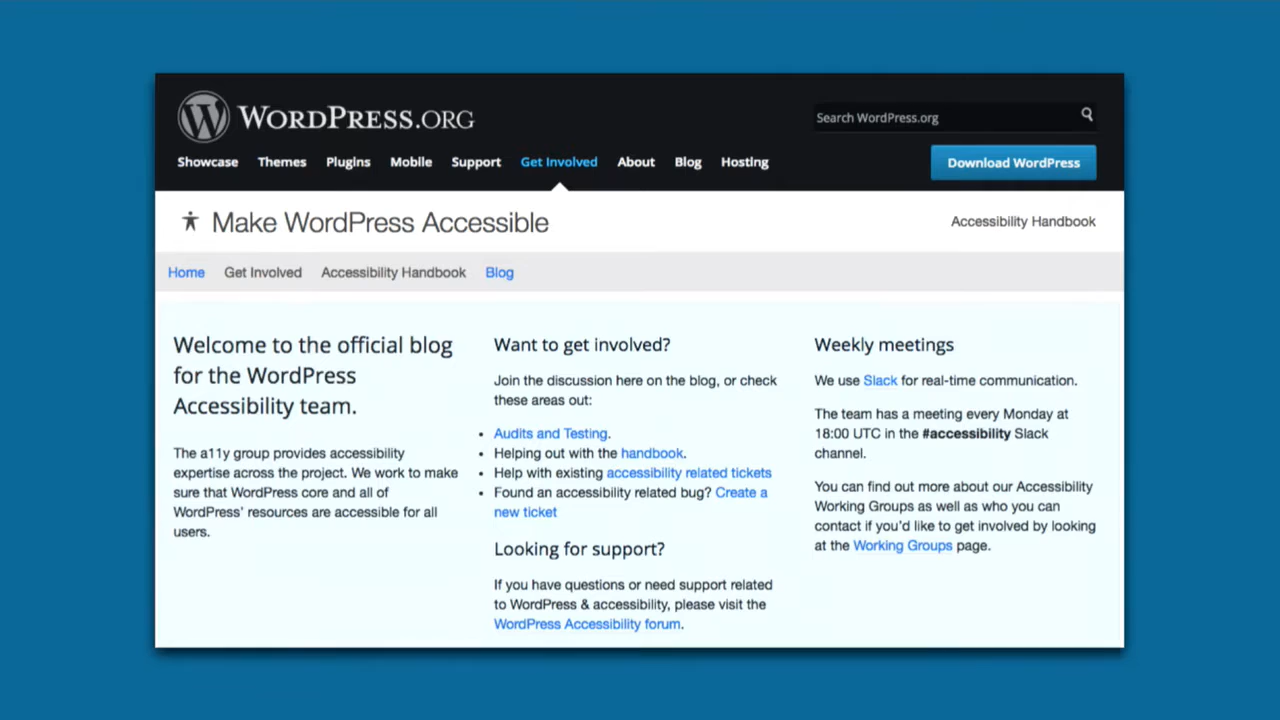 WORDPRESS.ORG
Search WordPress.org
Showcase Themes Plugins Mobile Support Get Involved About Blog Hosting
Download WordPress
Make WordPress Accessible
Accessibility Handbook
Home Get Involved Accessibility Handbook Blog
Welcome to the official blog
for the WordPress
Accessibility team.
The a11y group provides accessibility
expertise across the project. We work to make
sure that WordPress core and all of
WordPress' resources are accessible for all
users.
Want to get involved?
Join the discussion here on the blog, or check
these areas out:
• Audits and Testing.
• Helping out with the handbook.
• Help with existing accessibility related tickets
• Found an accessibility related bug? Create a
new ticket
Looking for support?
If you have questions or need support related
to WordPress & accessibility, please visit the
WordPress Accessibility forum.
Weekly meetings
We use Slack for real-time communication.
The team has a meeting every Monday at
18:00 UTC in the #accessibility Slack
channel.
You can find out more about our Accessibility
Working Groups as well as who you can
contact if you'd like to get involved by looking
at the Working Groups page.